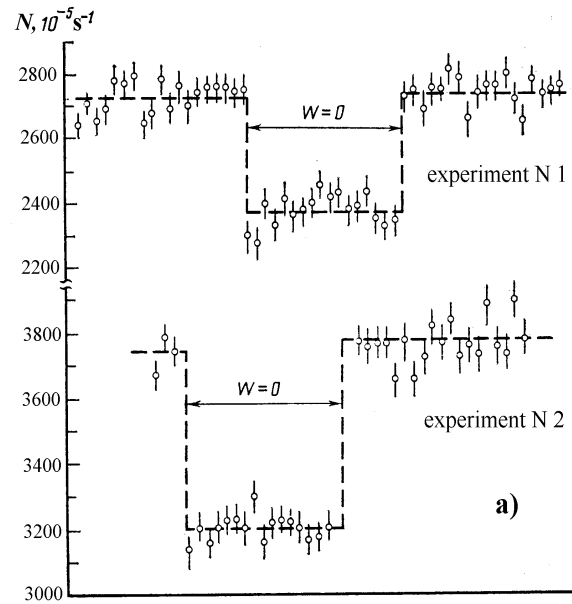 N, 10⁻⁵s⁻¹
2800
W=0
2600
experiment N 1
2400
2200
3800
3600
W=0
experiment N 2
3400
a)
3200
3000